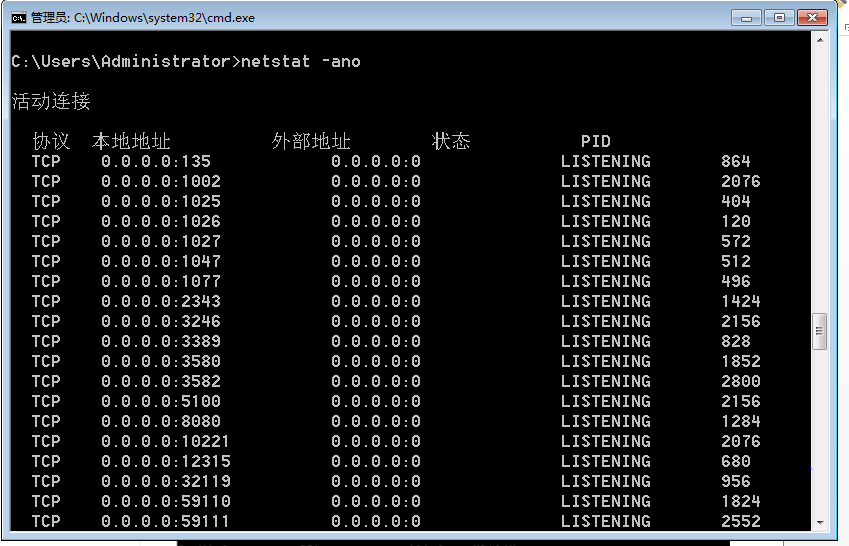 管理员: C:\Windows\system32\cmd.exe
C:\Users\Administrator>netstat -ano
活动连接
协议 本地地址 外部地址 状态 PID
TCP 0.0.0.0:135 0.0.0.0:0 LISTENING 864
TCP 0.0.0.0:1002 0.0.0.0:0 LISTENING 2076
TCP 0.0.0.0:1025 0.0.0.0:0 LISTENING 404
TCP 0.0.0.0:1026 0.0.0.0:0 LISTENING 120
TCP 0.0.0.0:1027 0.0.0.0:0 LISTENING 572
TCP 0.0.0.0:1047 0.0.0.0:0 LISTENING 512
TCP 0.0.0.0:1077 0.0.0.0:0 LISTENING 496
TCP 0.0.0.0:2343 0.0.0.0:0 LISTENING 1424
TCP 0.0.0.0:3246 0.0.0.0:0 LISTENING 2156
TCP 0.0.0.0:3389 0.0.0.0:0 LISTENING 828
TCP 0.0.0.0:3580 0.0.0.0:0 LISTENING 1852
TCP 0.0.0.0:3582 0.0.0.0:0 LISTENING 2800
TCP 0.0.0.0:5100 0.0.0.0:0 LISTENING 2156
TCP 0.0.0.0:8080 0.0.0.0:0 LISTENING 1284
TCP 0.0.0.0:10221 0.0.0.0:0 LISTENING 2076
TCP 0.0.0.0:12315 0.0.0.0:0 LISTENING 680
TCP 0.0.0.0:32119 0.0.0.0:0 LISTENING 956
TCP 0.0.0.0:59110 0.0.0.0:0 LISTENING 1824
TCP 0.0.0.0:59111 0.0.0.0:0 LISTENING 2552